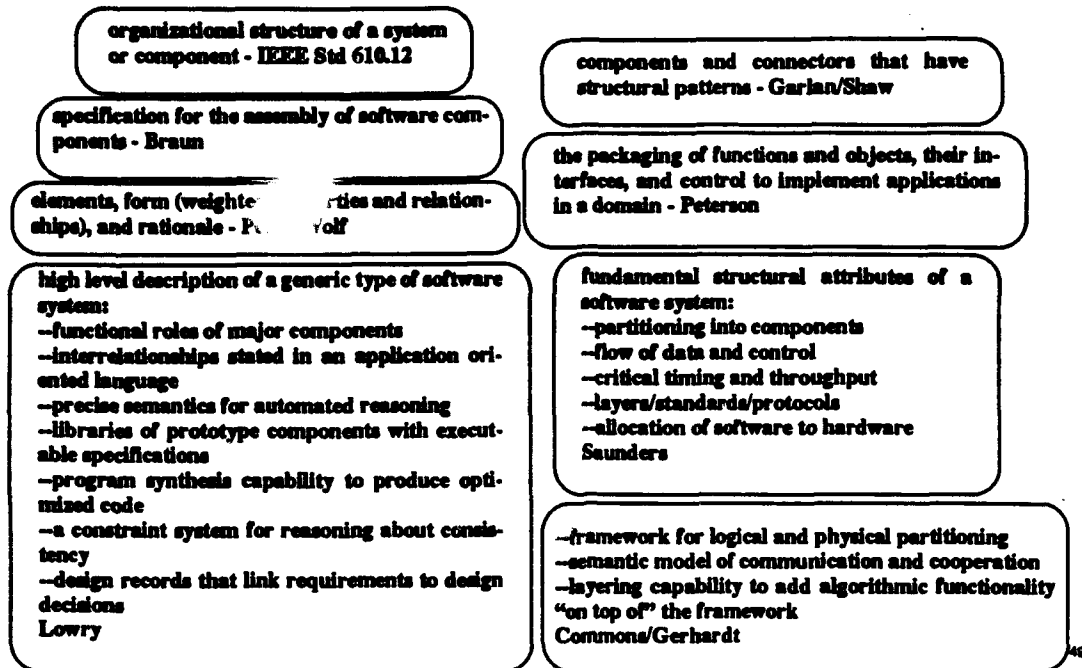 organizational structure of a system
or component - IEEE Std 610.12
specification for the assembly of software com-
ponents - Braun
elements, form (weighte
ties and relation-
ships), and rationale - P
olf
high level description of a generic type of software
system:
--functional roles of major components
--interrelationships stated in an application ori-
ented language
--precise semantics for automated reasoning
--libraries of prototype components with execut-
able specifications
--program synthesis capability to produce opti-
mized code
--a constraint system for reasoning about consis-
tency
--design records that link requirements to design
decisions
Lowry
components and connectors that have
structural patterns - Garlan/Shaw
the packaging of functions and objects, their in-
terfaces, and control to implement applications
in a domain - Peterson
fundamental structural attributes of a
software system:
--partitioning into components
--flow of data and control
--critical timing and throughput
--layers/standards/protocols
--allocation of software to hardware
Saunders
--framework for logical and physical partitioning
--semantic model of communication and cooperation
--layering capability to add algorithmic functionality
"on top of" the framework
Commons/Gerhardt